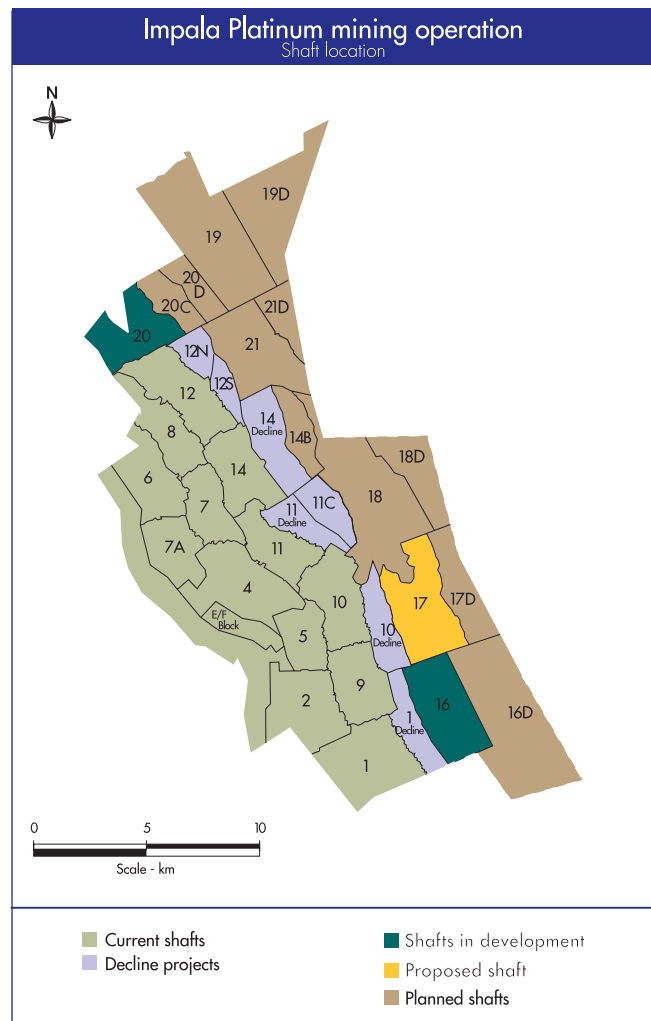 Impala Platinum mining operation
Shaft location
N
19D
19
20
D
20C
21D
20
21
12N
12S
12
14
Decline
14B
8
18D
14
6
11C
18
7
11
Decline
7A
11
4
10
17
17D
E/F
Block
5
10
Decline
9
2
16
16D
1
Decline
1
0
5
10
Scale - km
Current shafts
Decline projects
Shafts in development
Proposed shaft
Planned shafts